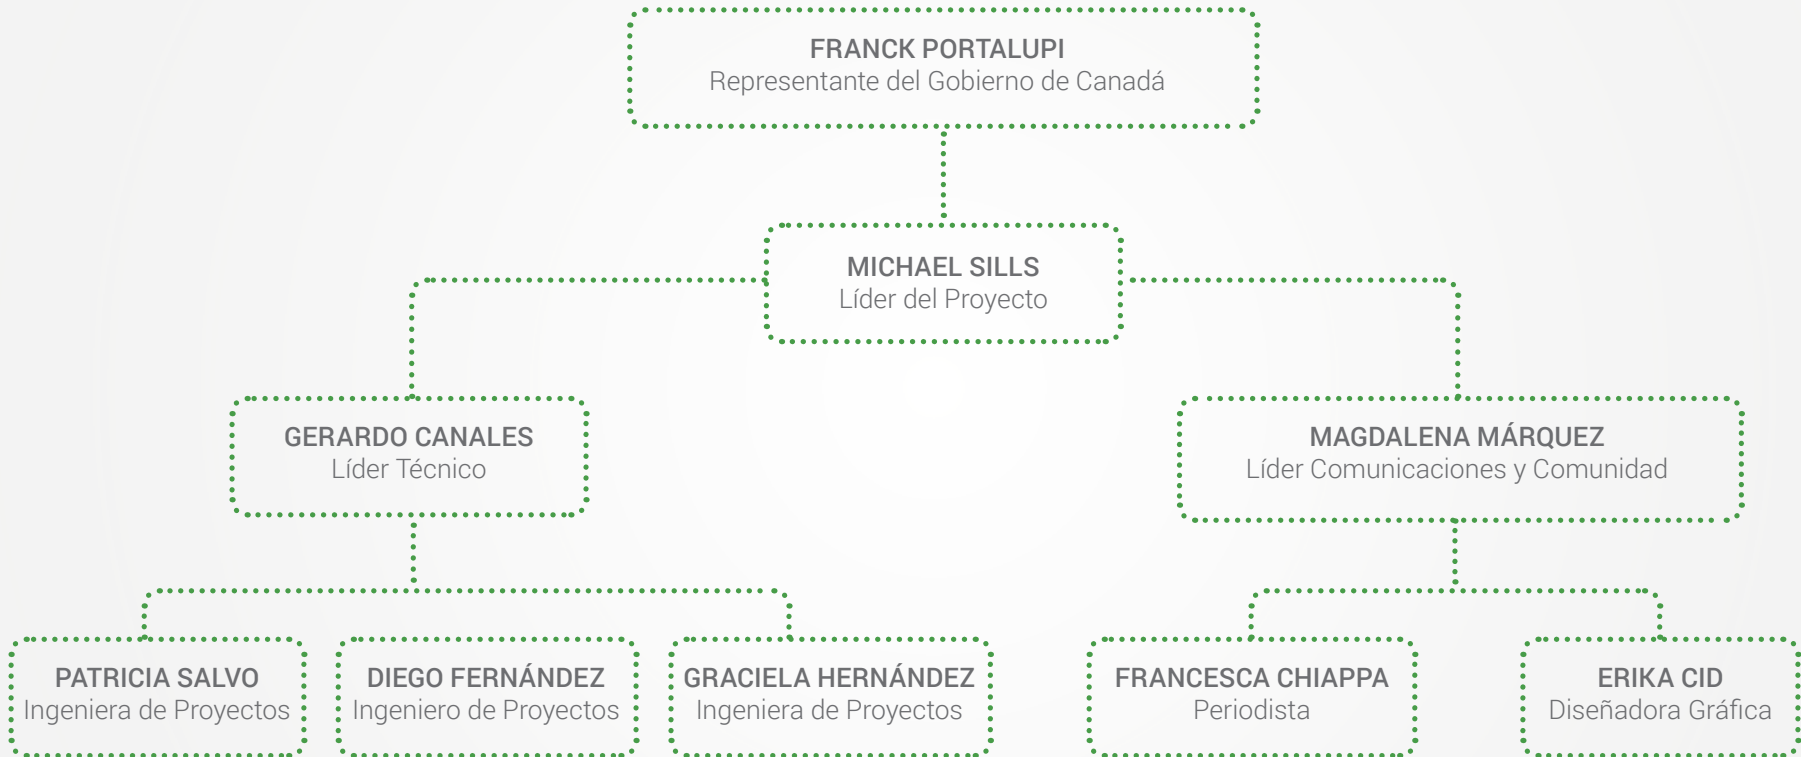 FRANCK PORTALUPI
Representante del Gobierno de Canadá
MICHAEL SILLS
Líder del Proyecto
GERARDO CANALES
Líder Técnico
MAGDALENA MÁRQUEZ
Líder Comunicaciones y Comunidad
PATRICIA SALVO
Ingeniera de Proyectos
DIEGO FERNÁNDEZ
Ingeniero de Proyectos
GRACIELA HERNÁNDEZ
Ingeniera de Proyectos
FRANCESCA CHIAPPA
Periodista
ERIKA CID
Diseñadora Gráfica